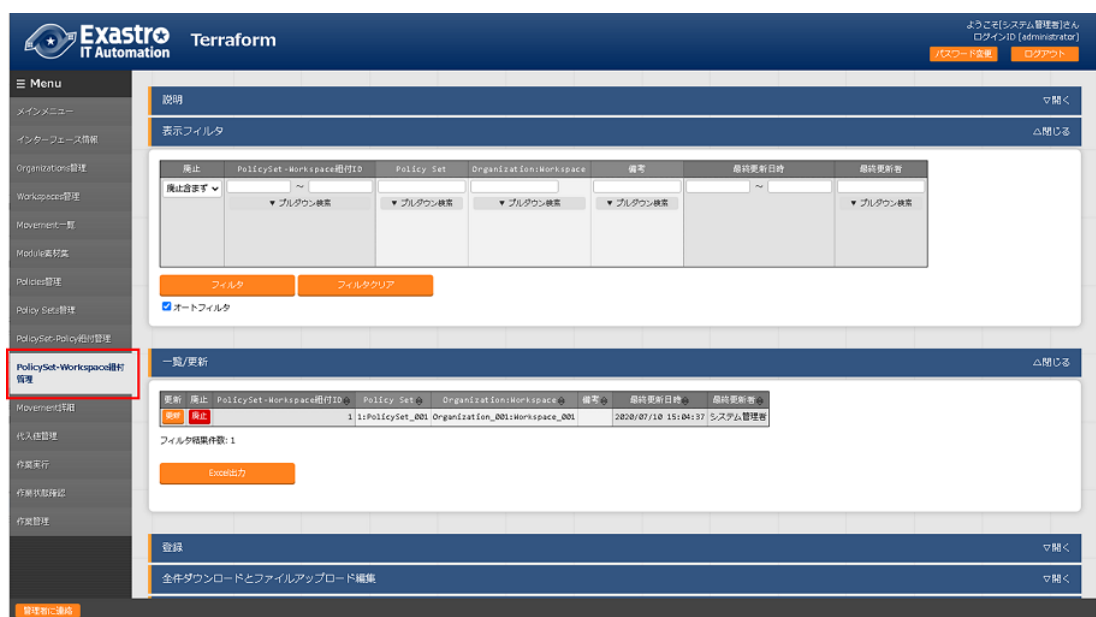 Exastro
IT Automation
Terraform
ようこそ[システム管理者]さん
ログインID [administrator]
パスワード変更
ログアウト
Menu
メインメニュー
インターフェース情報
Organizations管理
Workspaces管理
Movement一覧
Module素材集
Policies管理
Policy Sets管理
PolicySet-Policy紐付管理
PolicySet-Workspace紐付
管理
Movement詳細
代入値管理
作業実行
作業状態確認
作業管理
管理者に連絡
説明
▽開く
表示フィルタ
△閉じる
廃止 PolicySet-Workspace紐付ID Policy Set Organization:Workspace 備考 最終更新日時 最終更新者
廃止含まず ~ ~
▼ プルダウン検索 ▼ プルダウン検索 ▼ プルダウン検索 ▼ プルダウン検索 ▼ プルダウン検索
フィルタ
フィルタクリア
オートフィルタ
一覧/更新
△閉じる
更新 廃止 PolicySet-Workspace紐付ID Policy Set Organization:Workspace 備考 最終更新日時 最終更新者
更新 廃止 1 1:PolicySet_001 Organization_001:Workspace_001 2020/07/10 15:04:37 システム管理者
フィルタ結果件数: 1
Excel出力
登録
▽開く
全件ダウンロードとファイルアップロード編集
▽開く